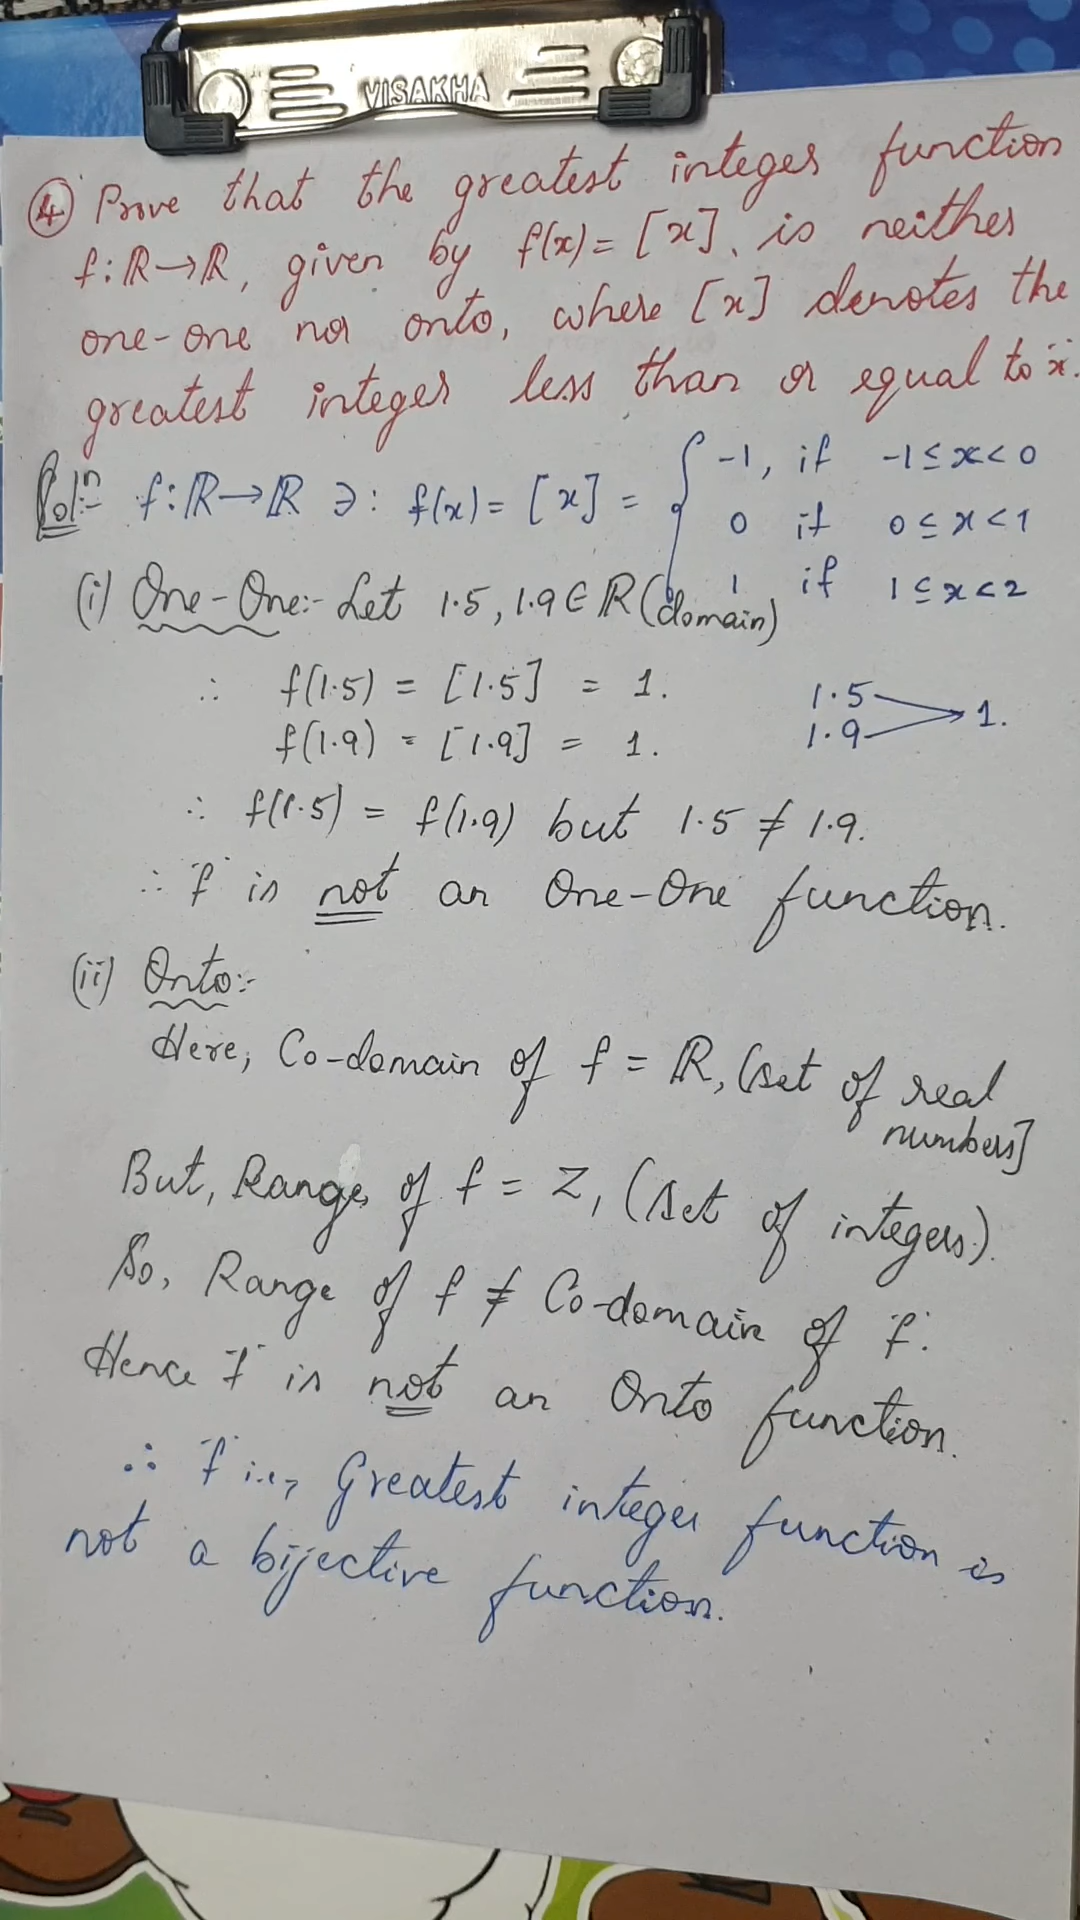 VISAKHA
④ Prove that the greatest integer function
f: ℝ→ℝ, given by f(x) = [x], is neither
one-one nor onto, where [x] denotes the
greatest integer less than or equal to 'x'.
Solⁿ:- f: ℝ→ℝ ∋: f(x) = [x] = { -1, if -1 ≤ x < 0
0 if 0 ≤ x < 1
1 if 1 ≤ x < 2
(i) One-One:- Let 1.5, 1.9 ∈ ℝ (domain)
∴ f(1.5) = [1.5] = 1.
f(1.9) = [1.9] = 1.
1.5
1.9
1.
∴ f(1.5) = f(1.9) but 1.5 ≠ 1.9.
∴ 'f' is not an One-One function.
(ii) Onto:-
Here, Co-domain of f = ℝ, (set of real
numbers]
But, Range of f = Z, (set of integers).
So, Range of f ≠ Co-domain of 'f'.
Hence 'f' is not an Onto function.
∴ 'f' i.e., Greatest integer function is
not a bijective function.